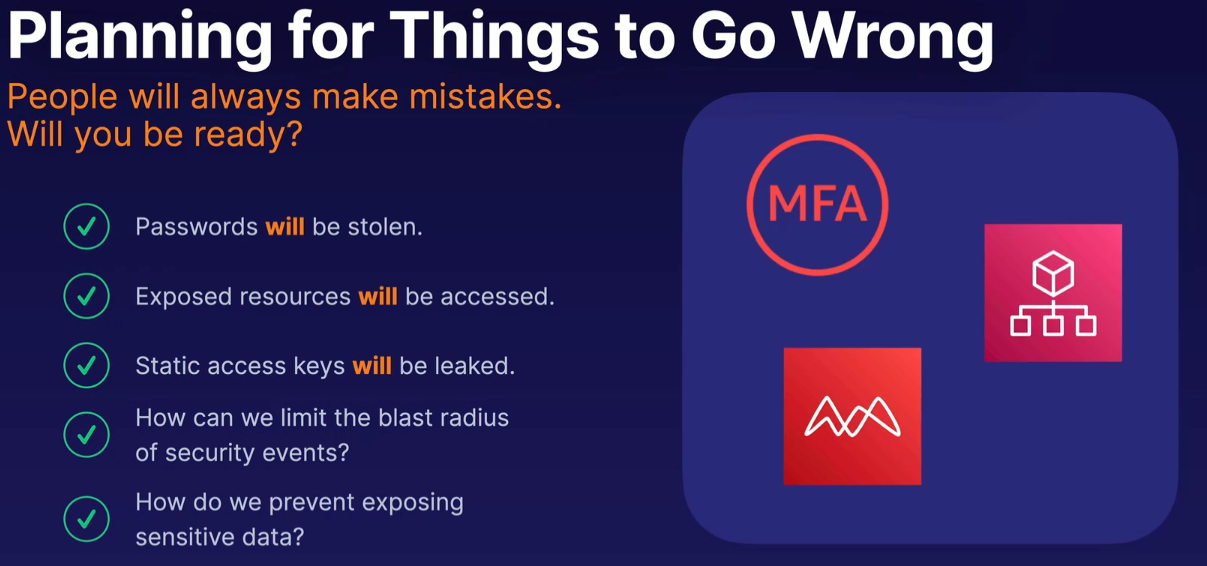 Planning for Things to Go Wrong
People will always make mistakes.
Will you be ready?
Passwords will be stolen.
Exposed resources will be accessed.
Static access keys will be leaked.
How can we limit the blast radius
of security events?
How do we prevent exposing
sensitive data?
MFA